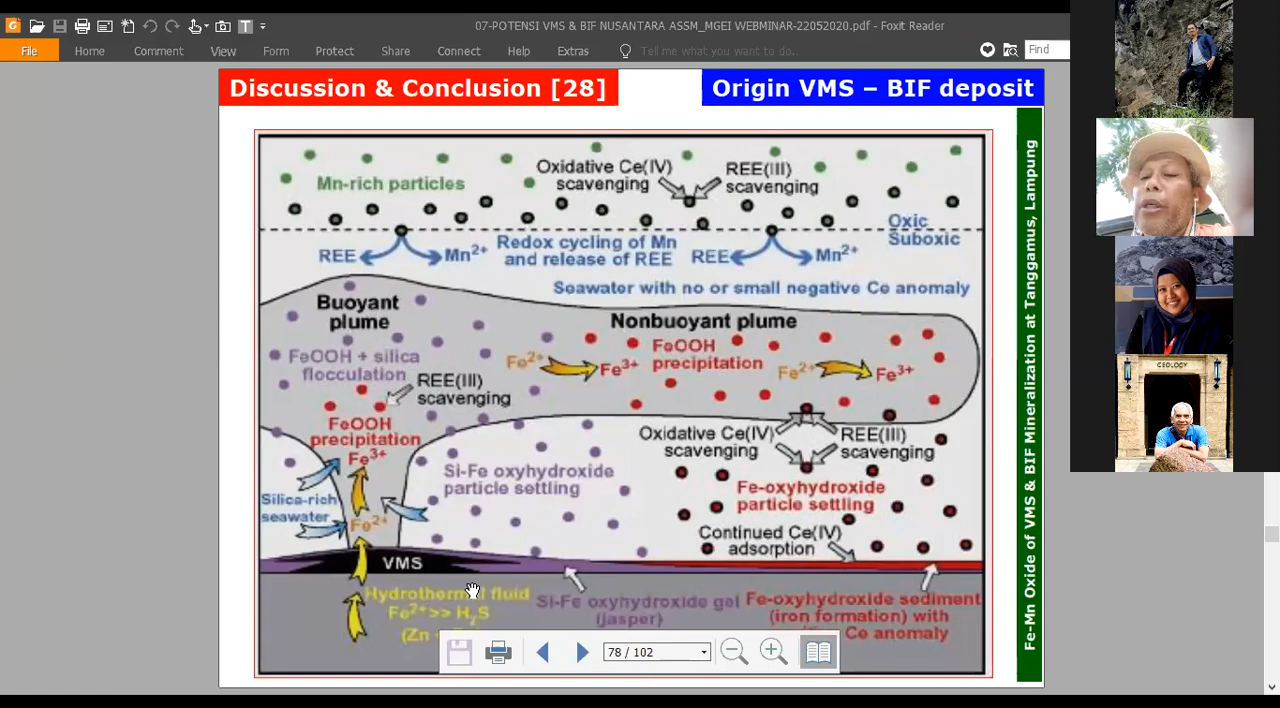 07-POTENSI VMS & BIF NUSANTARA ASSM_MGEI WEBMINAR-22052020.pdf - Foxit Reader
File Home Comment View Form Protect Share Connect Help Extras Tell me what you want to do.. Find
Discussion & Conclusion [28]
Origin VMS – BIF deposit
Mn-rich particles
Oxidative Ce(IV)
scavenging
REE(III)
scavenging
Oxic
Suboxic
REE
Mn2+
Redox cycling of Mn
and release of REE
REE
Mn2+
Seawater with no or small negative Ce anomaly
Buoyant
plume
Nonbuoyant plume
FeOOH + silica
flocculation
Fe2+
Fe3+
FeOOH
precipitation
Fe2+
Fe3+
REE(III)
scavenging
FeOOH
precipitation
Fe3+
Silica-rich
seawater
Fe2+
Si-Fe oxyhydroxide
particle settling
Oxidative Ce(IV)
scavenging
REE(III)
scavenging
Fe-oxyhydroxide
particle settling
Continued Ce(IV)
adsorption
VMS
Hydrothermal fluid
Fe2+>> H2S
(Zn
Si-Fe oxyhydroxide gel
(jasper)
Fe-oxyhydroxide sediment
(iron formation) with
Ce anomaly
Fe-Mn Oxide of VMS & BIF Mineralization at Tanggamus, Lampung
78 / 102
GEOLOGY